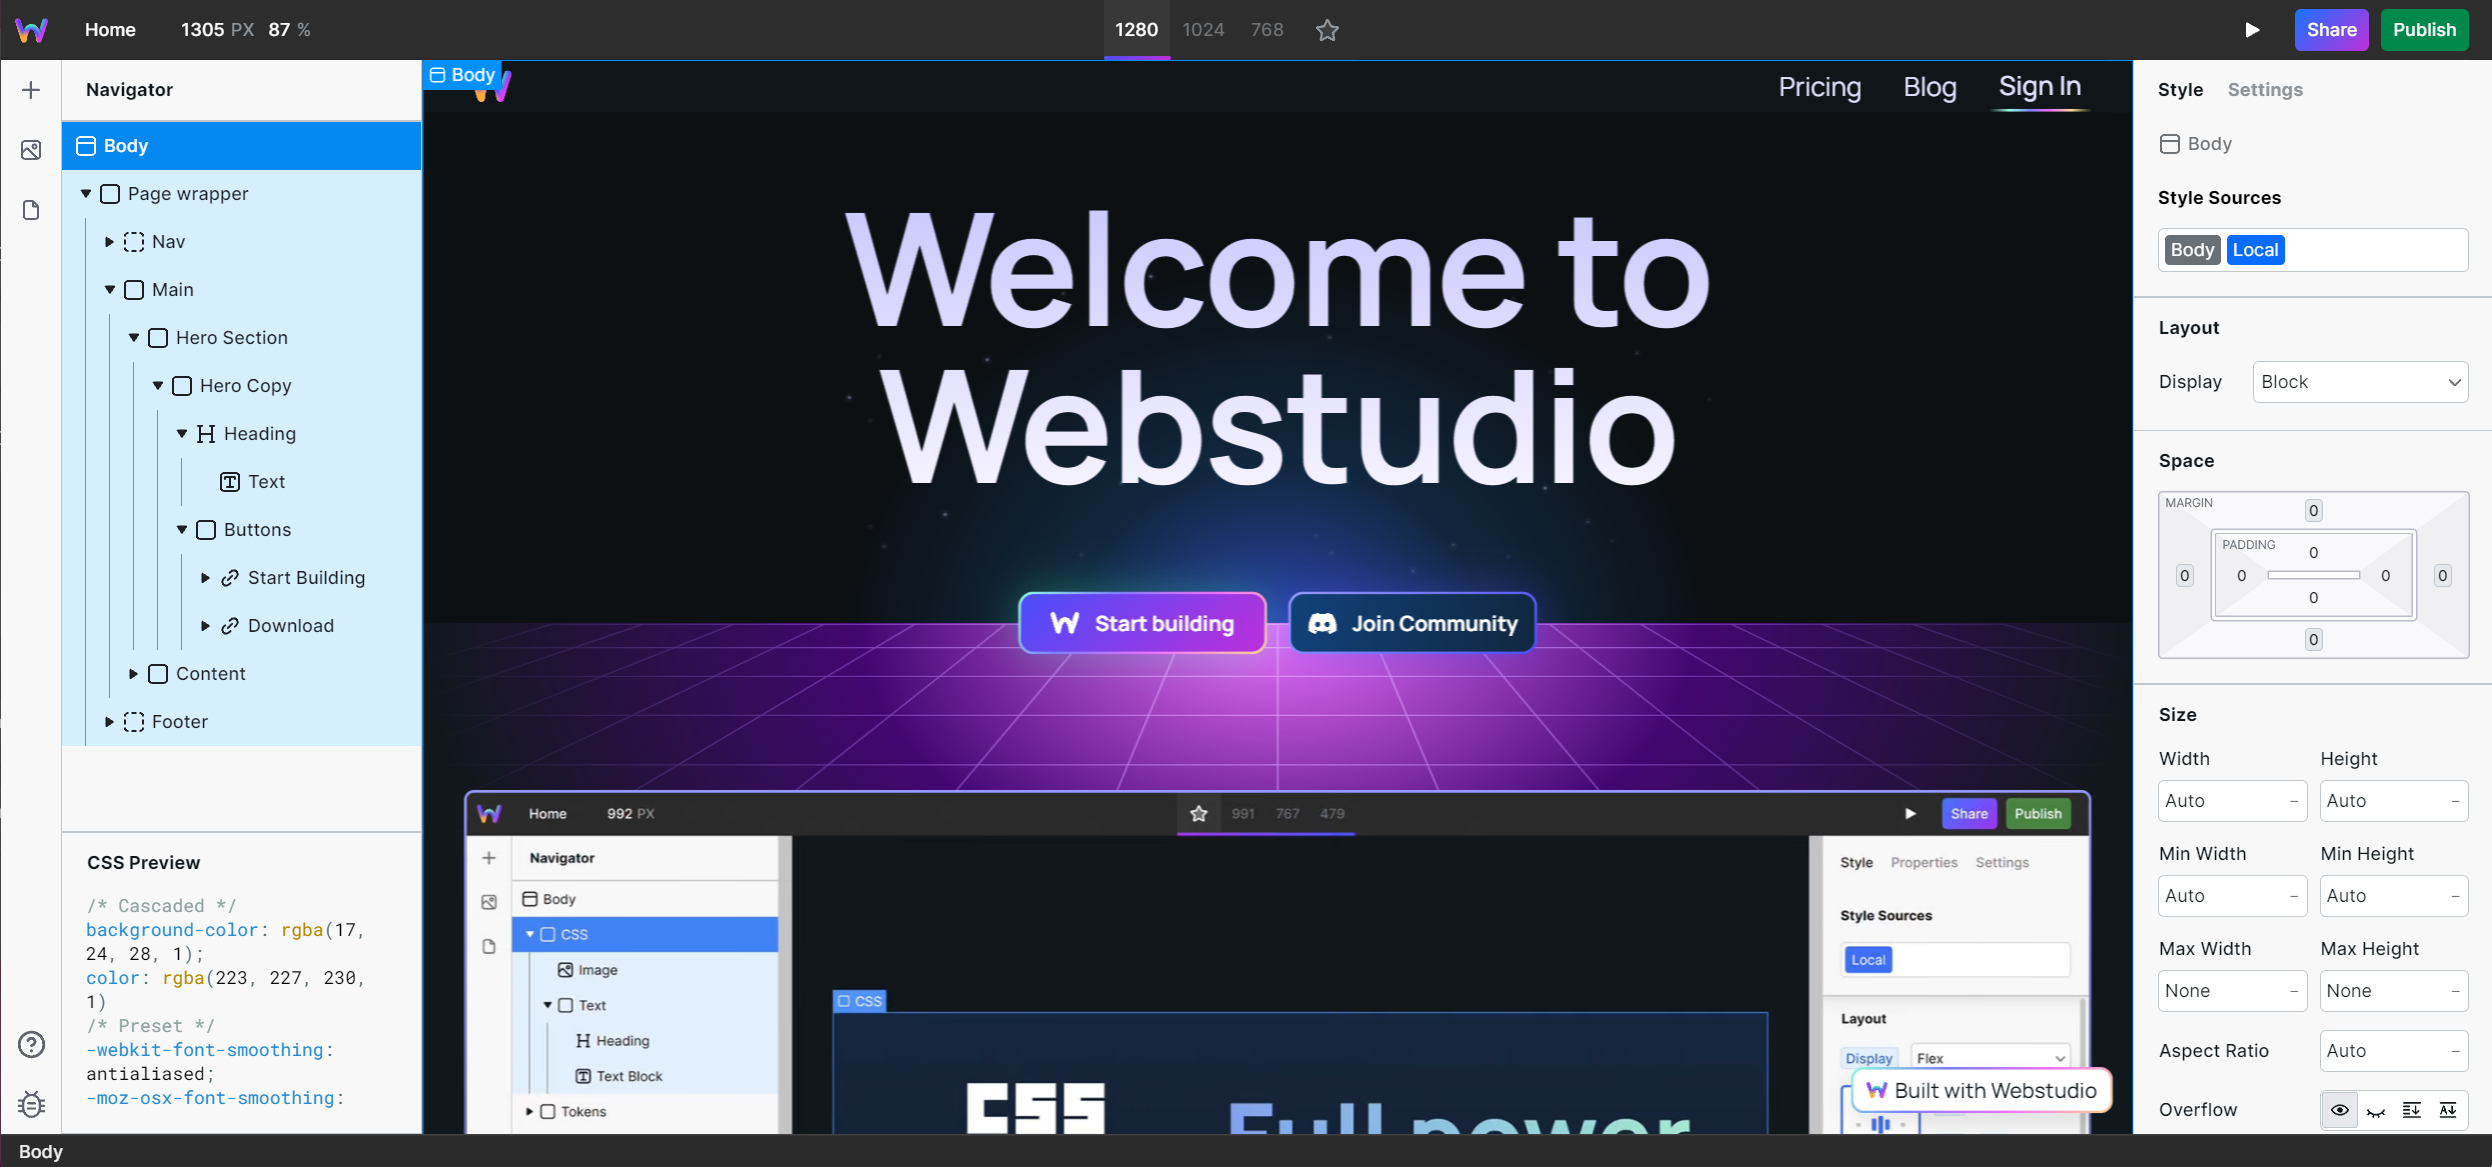 Home 1305 PX 87 %
1280 1024 768
Share Publish
Navigator
Body
Page wrapper
Nav
Main
Hero Section
Hero Copy
Heading
Text
Buttons
Start Building
Download
Content
Footer
CSS Preview
/* Cascaded */
background-color: rgba(17,
24, 28, 1);
color: rgba(223, 227, 230,
1)
/* Preset */
-webkit-font-smoothing:
antialiased;
-moz-osx-font-smoothing:
Body
Body
Pricing Blog Sign In
Welcome to
Webstudio
Start building Join Community
Home 992 PX
991 767 479
Share Publish
Navigator
Body
CSS
Image
Text
Heading
Text Block
Tokens
CSS
CSS
Full power
Style Properties Settings
Style Sources
Local
Layout
Display Flex
Built with Webstudio
Style Settings
Body
Style Sources
Body Local
Layout
Display Block
Space
MARGIN
0
PADDING
0
0 0 0 0
0
0
Size
Width Height
Auto – Auto –
Min Width Min Height
Auto – Auto –
Max Width Max Height
None – None –
Aspect Ratio Auto –
Overflow